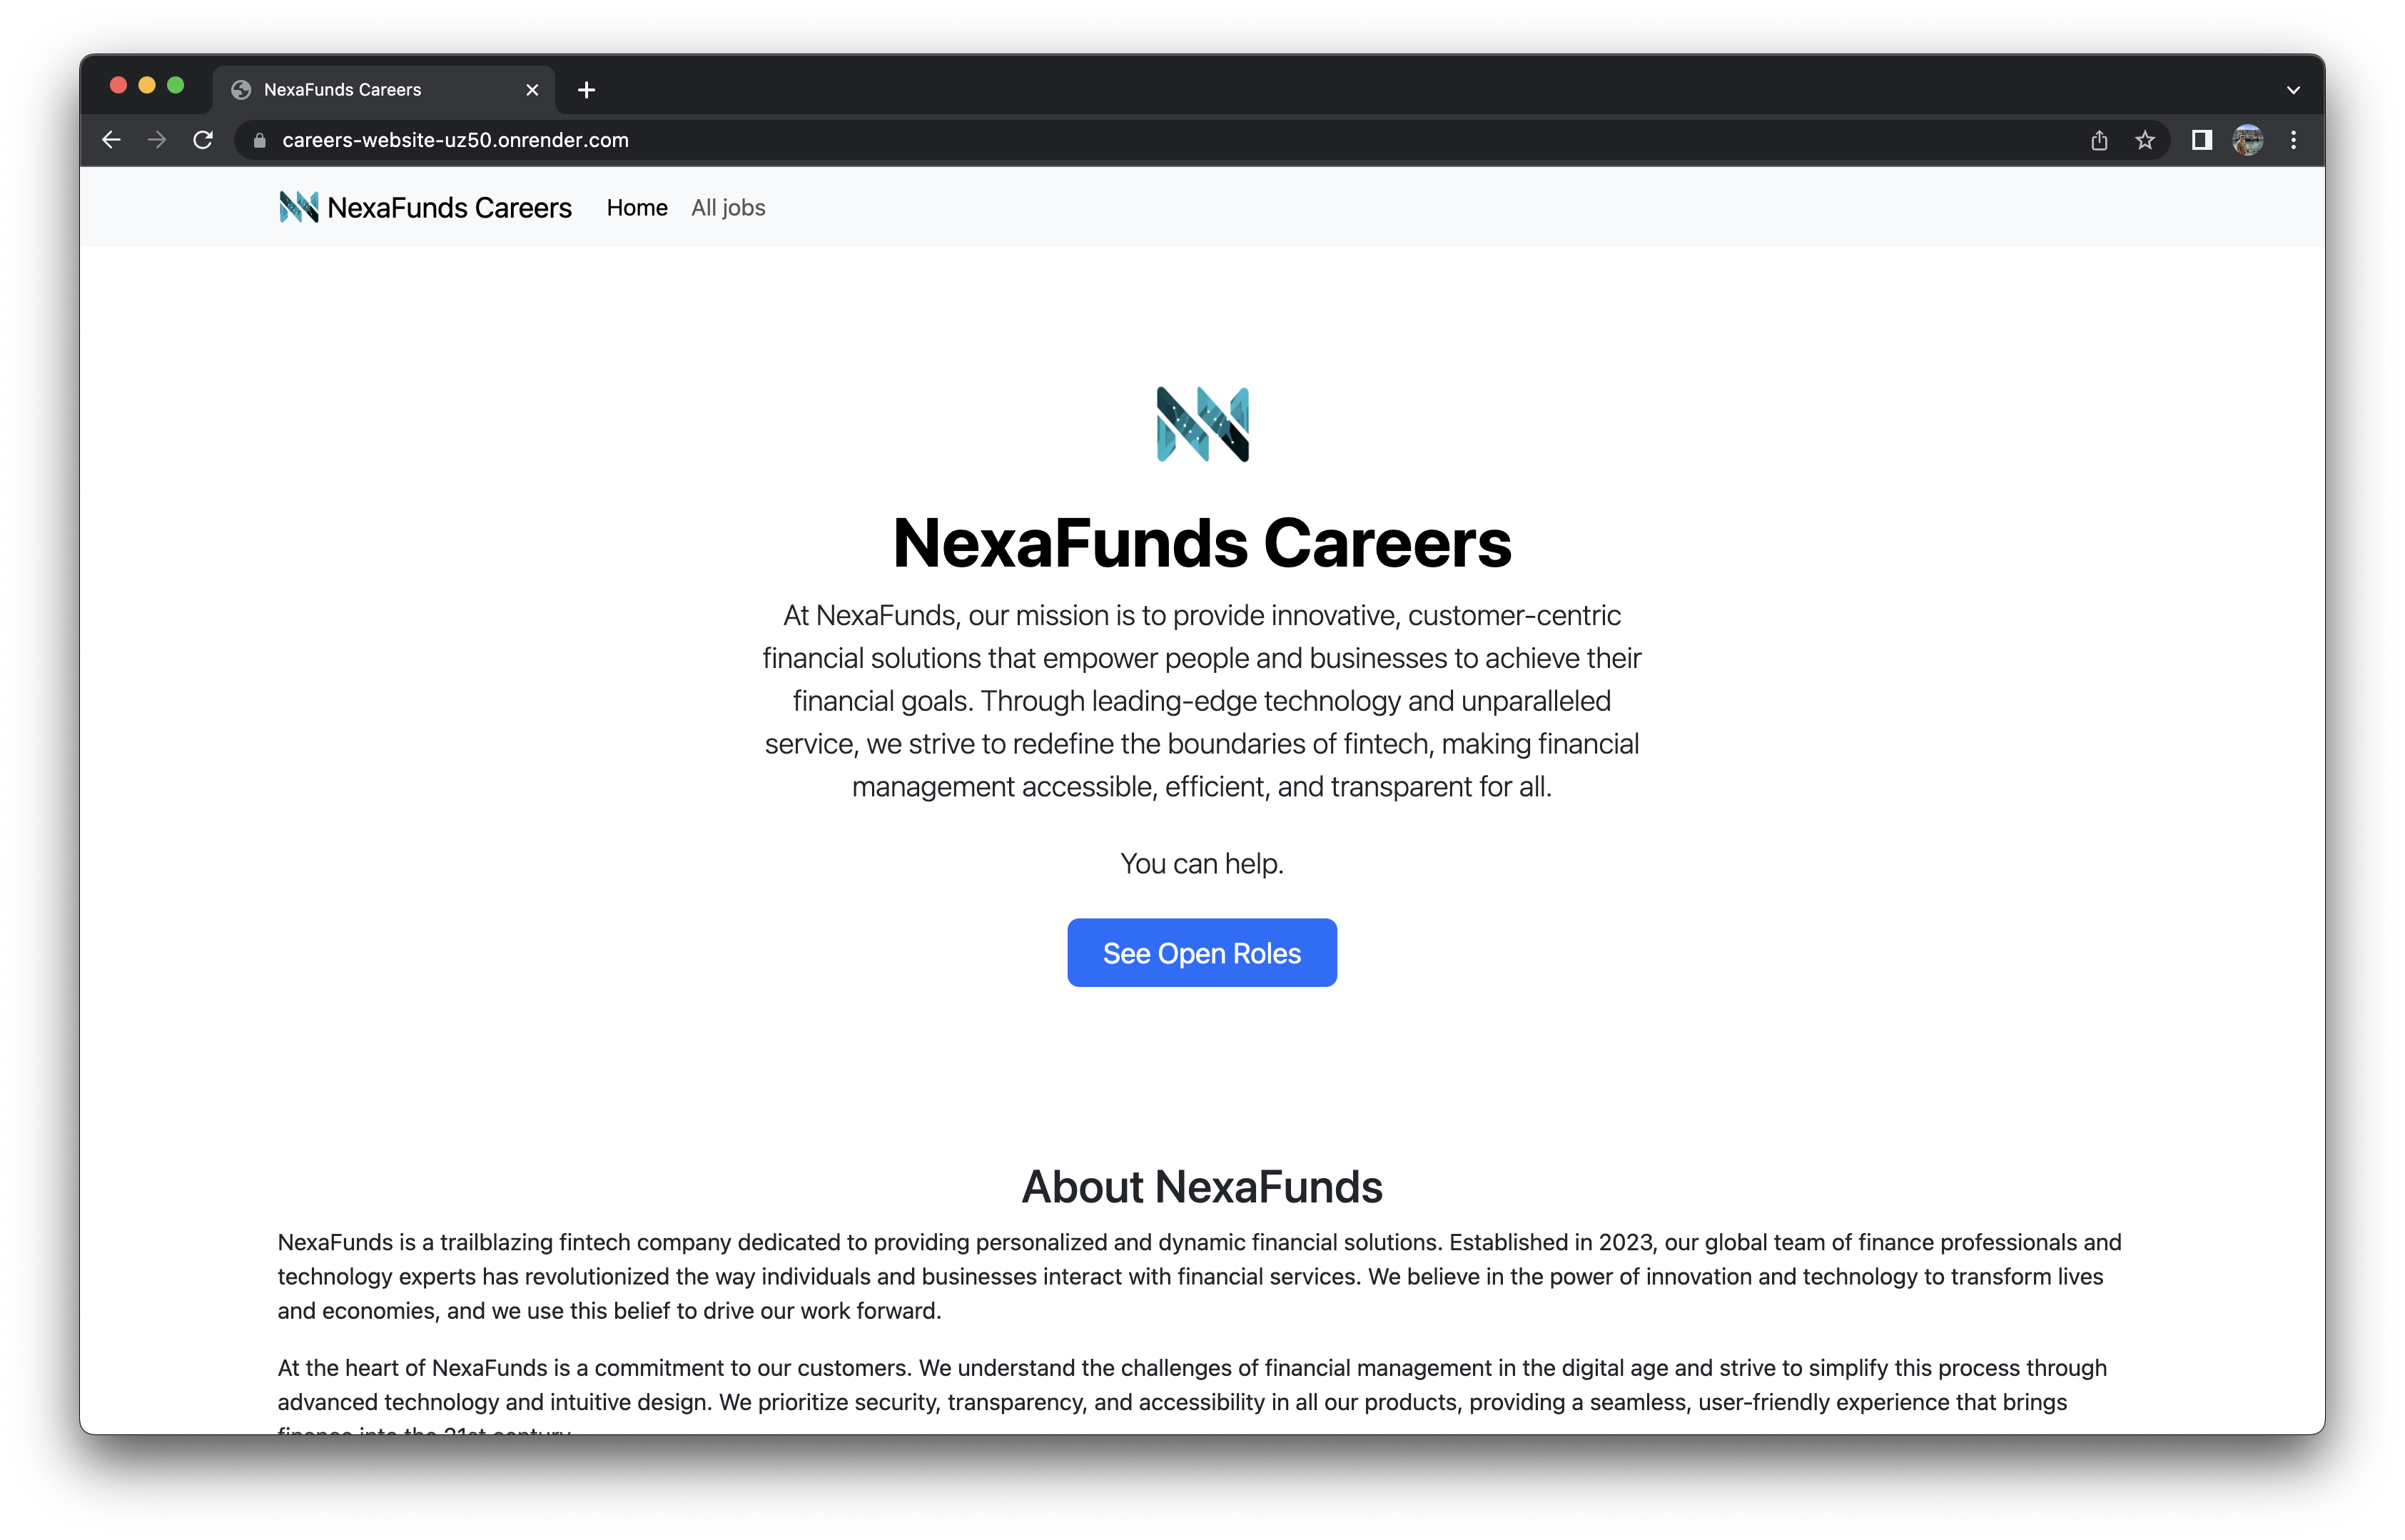 NexaFunds Careers
careers-website-uz50.onrender.com
NexaFunds Careers Home All jobs
NexaFunds Careers
At NexaFunds, our mission is to provide innovative, customer-centric
financial solutions that empower people and businesses to achieve their
financial goals. Through leading-edge technology and unparalleled
service, we strive to redefine the boundaries of fintech, making financial
management accessible, efficient, and transparent for all.
You can help.
See Open Roles
About NexaFunds
NexaFunds is a trailblazing fintech company dedicated to providing personalized and dynamic financial solutions. Established in 2023, our global team of finance professionals and
technology experts has revolutionized the way individuals and businesses interact with financial services. We believe in the power of innovation and technology to transform lives
and economies, and we use this belief to drive our work forward.
At the heart of NexaFunds is a commitment to our customers. We understand the challenges of financial management in the digital age and strive to simplify this process through
advanced technology and intuitive design. We prioritize security, transparency, and accessibility in all our products, providing a seamless, user-friendly experience that brings
finance into the 21st century